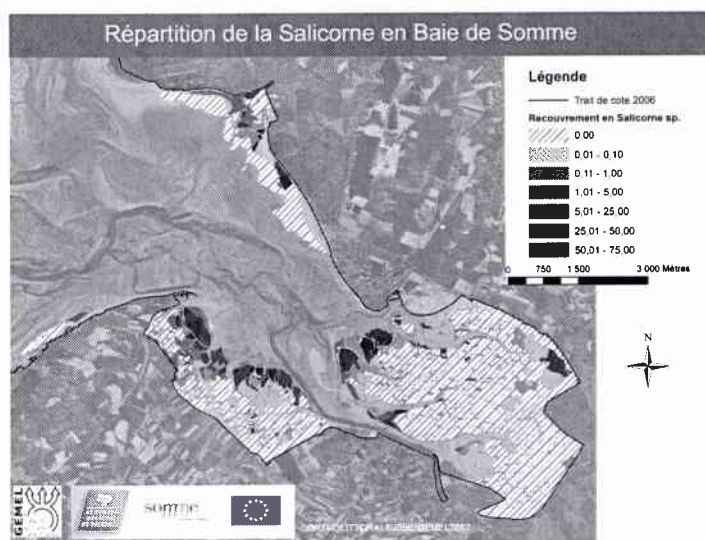 Répartition de la Salicorne en Baie de Somme
Légende
Trait de cote 2006
Recouvrement en Salicorne sp.
0,00
0,01 - 0,10
0,11 - 1,00
1,01 - 5,00
5,01 - 25,00
25,01 - 50,00
50,01 - 75,00
0 750 1 500 3 000 Mètres
N
GEMEL
somme